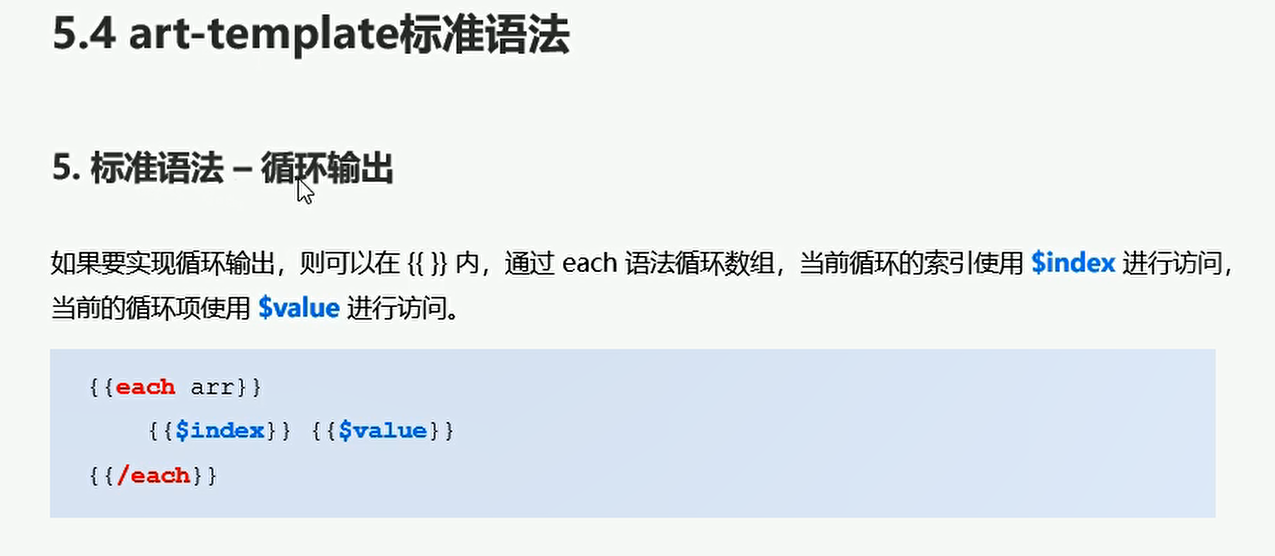 5.4 art-template标准语法
5. 标准语法 – 循环输出
如果要实现循环输出，则可以在 {{ }} 内，通过 each 语法循环数组，当前循环的索引使用 $index 进行访问，
当前的循环项使用 $value 进行访问。
{{each arr}}
{{$index}} {{$value}}
{{/each}}